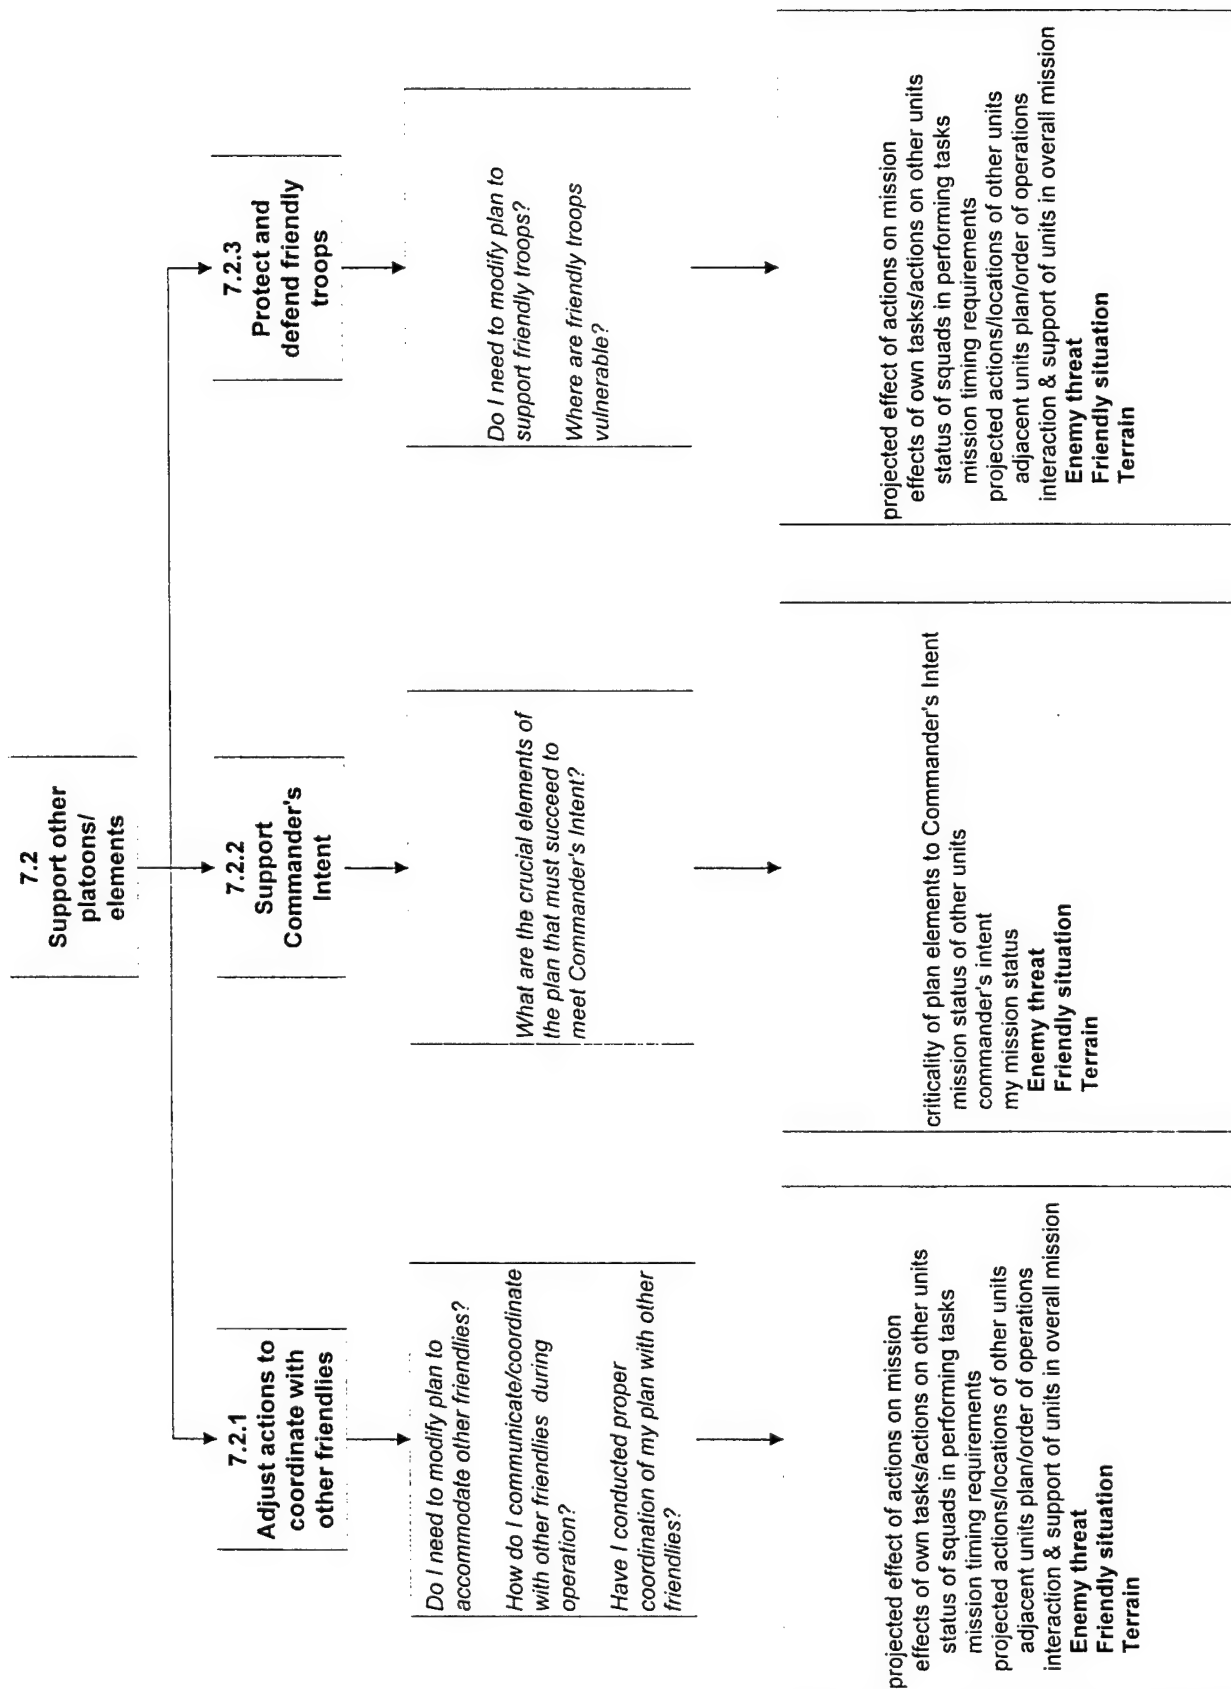 7.2
Support other
platoons/
elements
7.2.1
Adjust actions to
coordinate with
other friendlies
Do I need to modify plan to
accommodate other friendlies?
How do I communicate/coordinate
with other friendlies during
operation?
Have I conducted proper
coordination of my plan with other
friendlies?
projected effect of actions on mission
effects of own tasks/actions on other units
status of squads in performing tasks
mission timing requirements
projected actions/locations of other units
adjacent units plan/order of operations
interaction & support of units in overall mission
Enemy threat
Friendly situation
Terrain
7.2.2
Support
Commander's
Intent
What are the crucial elements of
the plan that must succeed to
meet Commander's Intent?
criticality of plan elements to Commander's Intent
mission status of other units
commander's intent
my mission status
Enemy threat
Friendly situation
Terrain
7.2.3
Protect and
defend friendly
troops
Do I need to modify plan to
support friendly troops?
Where are friendly troops
vulnerable?
projected effect of actions on mission
effects of own tasks/actions on other units
status of squads in performing tasks
mission timing requirements
projected actions/locations of other units
adjacent units plan/order of operations
interaction & support of units in overall mission
Enemy threat
Friendly situation
Terrain